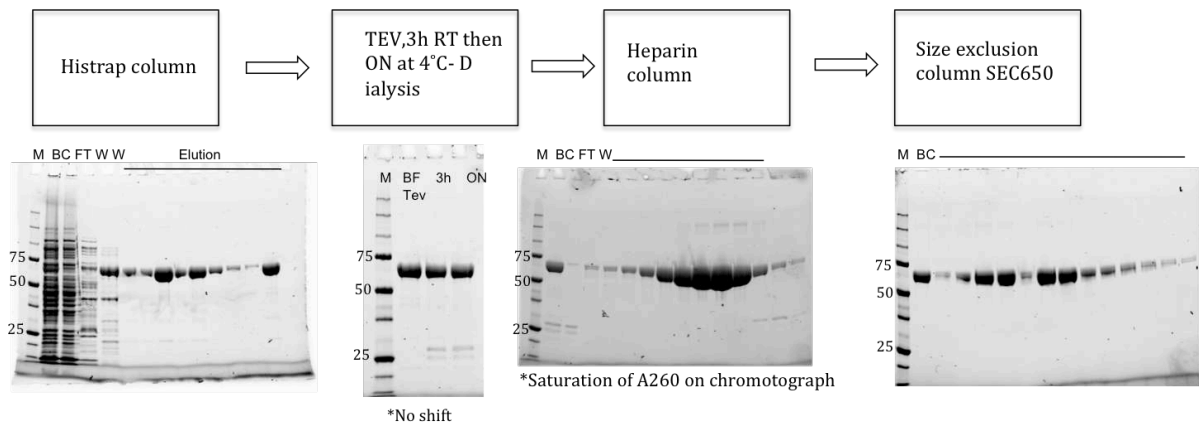 Histrap column
TEV,3h RT then
ON at 4˚C- D
ialysis
Heparin
column
Size exclusion
column SEC650
M BC FT W W Elution
75
50
25
M BF 3h ON
Tev
75
50
25
*No shift
M BC FT W
75
50
25
*Saturation of A260 on chromotograph
M BC
75
50
25